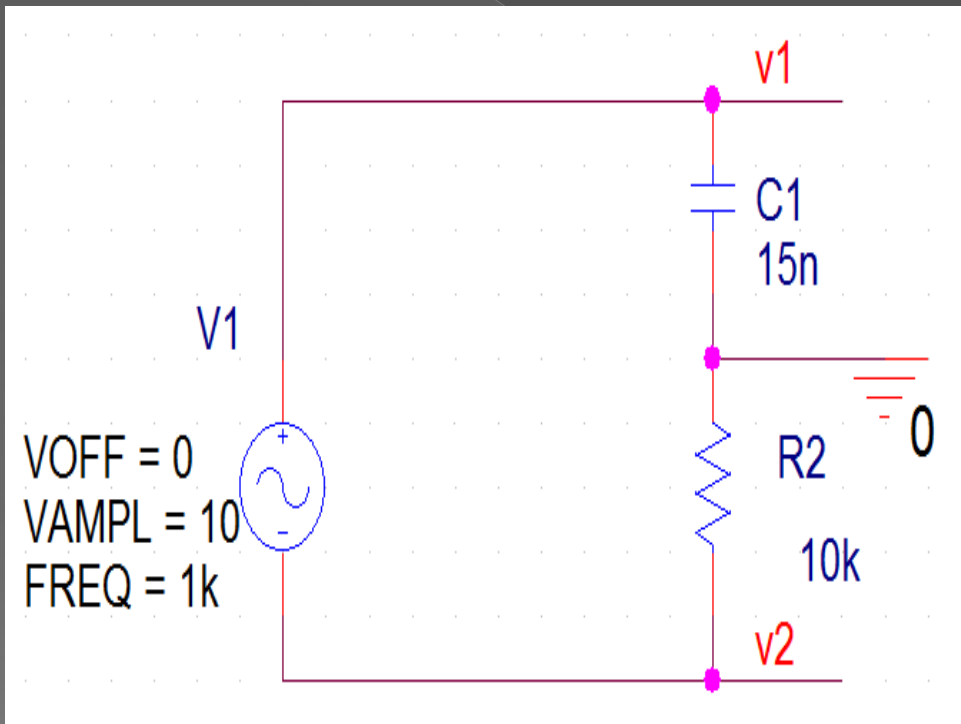 v1
C1
15n
V1
0
VOFF = 0
VAMPL = 10
FREQ = 1k
+
-
R2
10k
v2